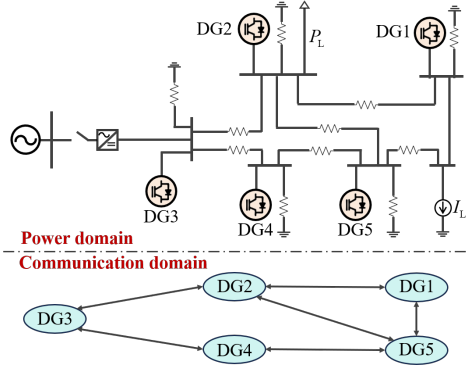 DG2
P_L
DG1
DG3
DG4
DG5
I_L
Power domain
Communication domain
DG2
DG1
DG3
DG4
DG5